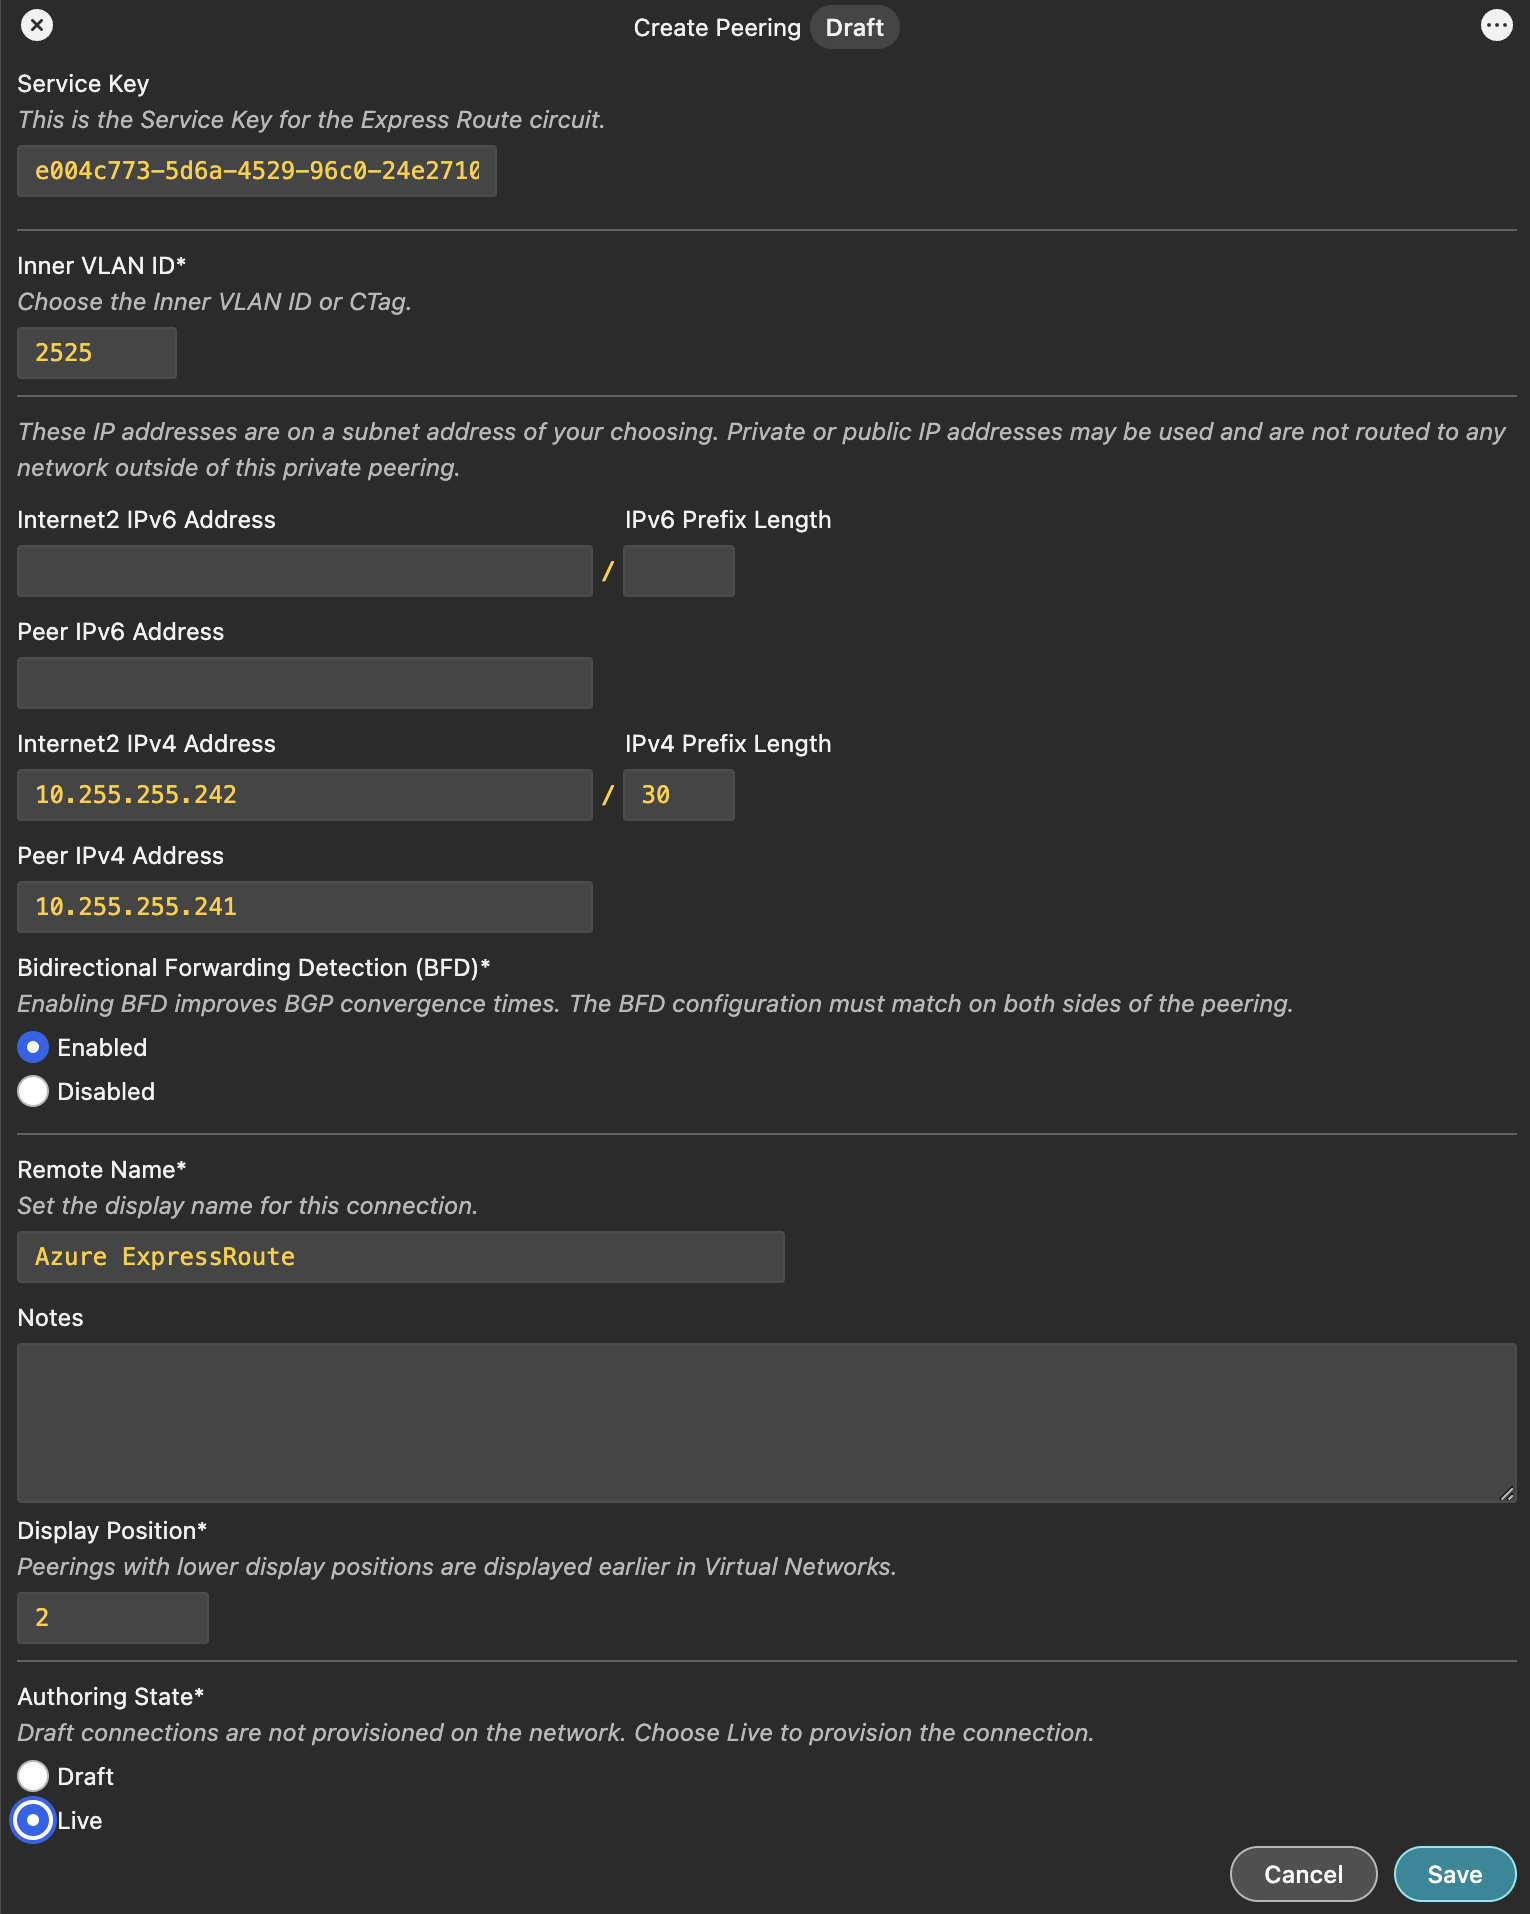 Create Peering Draft
Service Key
This is the Service Key for the Express Route circuit.
e004c773-5d6a-4529-96c0-24e2710
Inner VLAN ID*
Choose the Inner VLAN ID or CTag.
2525
These IP addresses are on a subnet address of your choosing. Private or public IP addresses may be used and are not routed to any
network outside of this private peering.
Internet2 IPv6 Address IPv6 Prefix Length
/
Peer IPv6 Address
Internet2 IPv4 Address IPv4 Prefix Length
10.255.255.242 / 30
Peer IPv4 Address
10.255.255.241
Bidirectional Forwarding Detection (BFD)*
Enabling BFD improves BGP convergence times. The BFD configuration must match on both sides of the peering.
Enabled
Disabled
Remote Name*
Set the display name for this connection.
Azure ExpressRoute
Notes
Display Position*
Peerings with lower display positions are displayed earlier in Virtual Networks.
2
Authoring State*
Draft connections are not provisioned on the network. Choose Live to provision the connection.
Draft
Live
Cancel Save